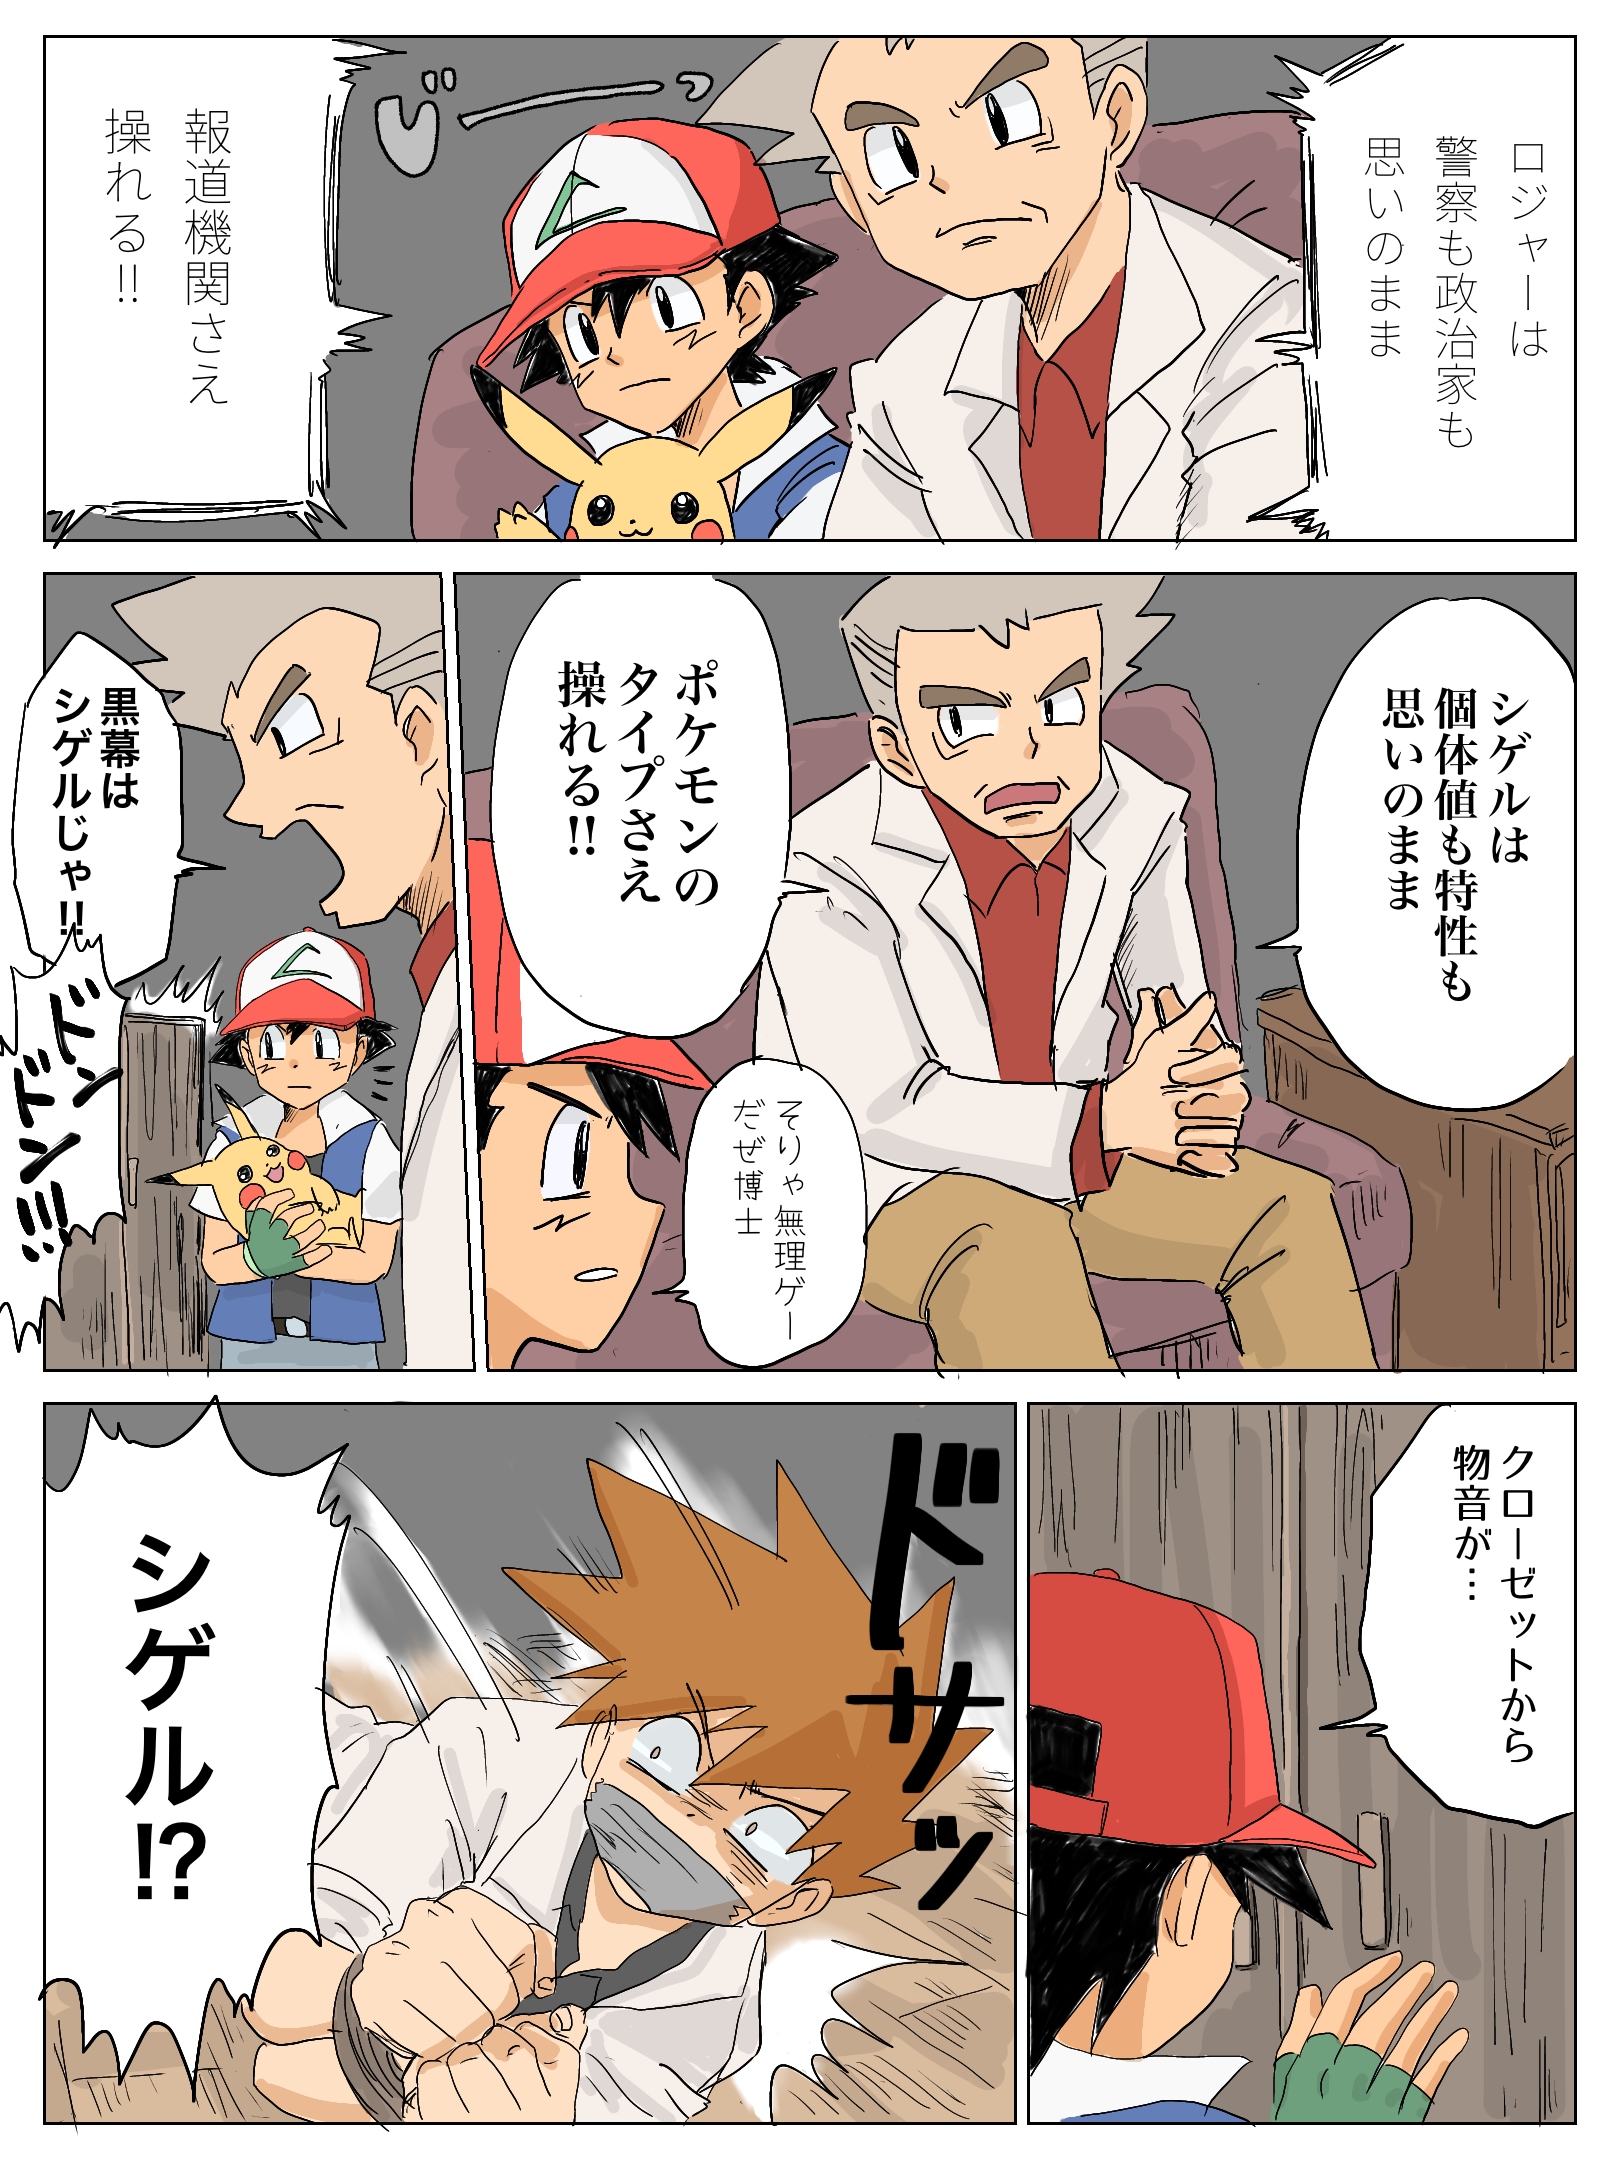 ロジャーは
警察も政治家も
思いのまま
じーっ
報道機関さえ
操れる!!
シゲルは
個体値も特性も
思いのまま
ポケモンの
タイプさえ
操れる!!
そりゃ無理ゲー
だぜ博士
黒幕は
シゲルじゃ!!
ドン
ドドン!!!
クローゼットから
物音が…
ドサッ
シゲル!?